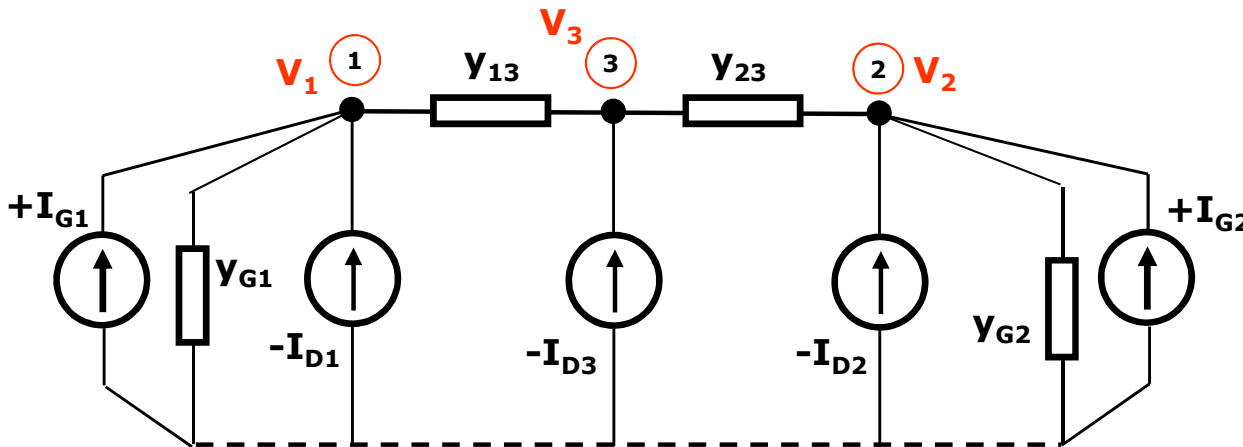 V3
1
3
2
V1
y13
y23
V2
+IG1
+IG2
yG1
yG2
-ID1
-ID3
-ID2